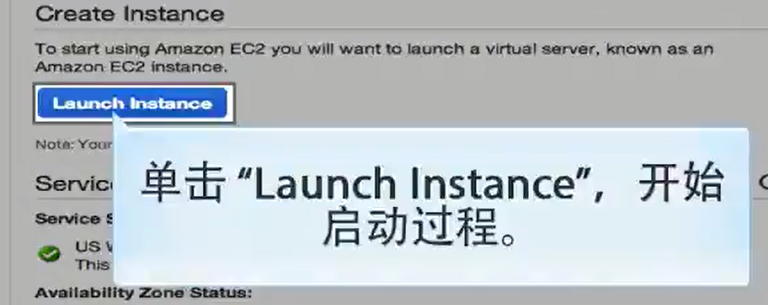 Create Instance
To start using Amazon EC2 you will want to launch a virtual server, known as an
Amazon EC2 instance.
Launch Instance
Note: Your
单击“Launch Instance”，开始
启动过程。
Service S
US
This
Availability Zone Status: